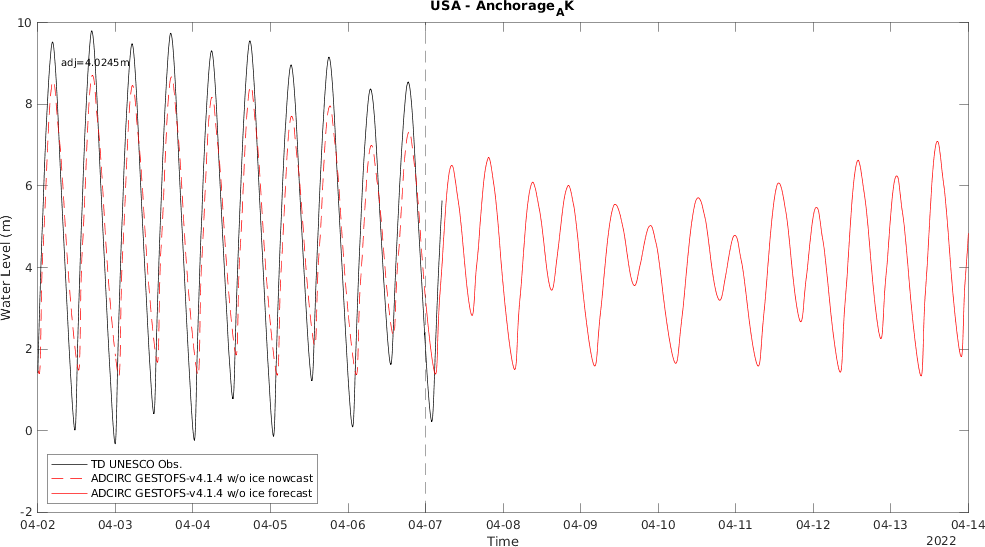 USA - Anchorage AK
10
8
6
4
2
0
-2
Water Level (m)
adj=4.0245m
TD UNESCO Obs.
ADCIRC GESTOFS-v4.1.4 w/o ice nowcast
ADCIRC GESTOFS-v4.1.4 w/o ice forecast
04-02 04-03 04-04 04-05 04-06 04-07 04-08 04-09 04-10 04-11 04-12 04-13 04-14
Time
2022